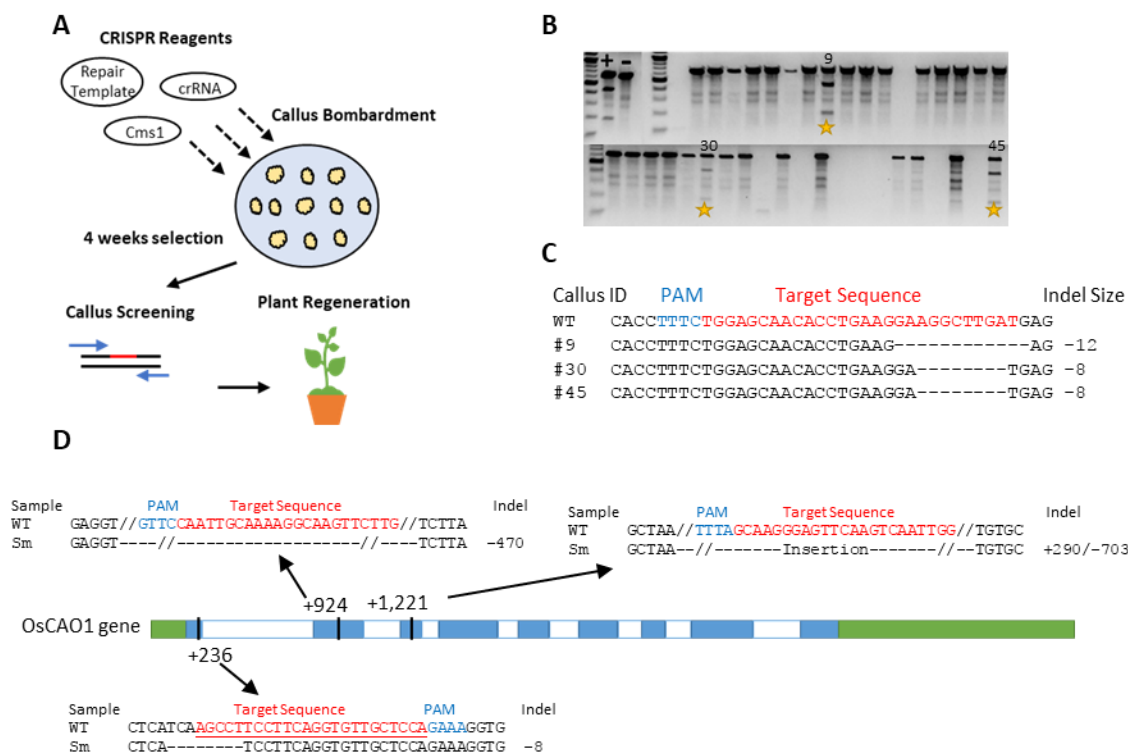 A
CRISPR Reagents
Repair
Template
crRNA
Cms1
Callus Bombardment
4 weeks selection
Callus Screening
Plant Regeneration
B
+ -
9
30
45
C
Callus ID PAM Target Sequence Indel Size
WT CACCTTTCTGGAGCAACACCTGAAGGAAGGCTTGATGAG
#9 CACCTTTCTGGAGCAACACCTGAAG------------AG -12
#30 CACCTTTCTGGAGCAACACCTGAAGGA--------TGAG -8
#45 CACCTTTCTGGAGCAACACCTGAAGGA--------TGAG -8
D
Sample PAM Target Sequence Indel
WT GAGGT//GTTCCAATTGCAAAAGGCAAGTTCTTG//TCTTA
Sm GAGGT----//------------------//----TCTTA -470
Sample PAM Target Sequence Indel
WT GCTAA//TTTAGCAAGGGAGTTCAAGTCAATTGG//TGTGC
Sm GCTAA--//-------Insertion-------//--TGTGC +290/-703
+924
+1,221
OsCAO1 gene
+236
Sample Target Sequence PAM Indel
WT CTCATCAAGCCTTCCTTCAGGTGTTGCTCCAGAAAGGTG
Sm CTCA--------TCCTTCAGGTGTTGCTCCAGAAAGGTG -8